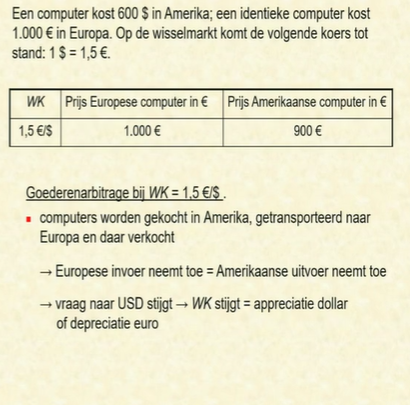 Een computer kost 600 $ in Amerika; een identieke computer kost
1.000 € in Europa. Op de wisselmarkt komt de volgende koers tot
stand: 1 $ = 1,5 €.
WK Prijs Europese computer in € Prijs Amerikaanse computer in €
1,5 €/$ 1.000 € 900 €
Goederenarbitrage bij WK = 1,5 €/$ .
▪ computers worden gekocht in Amerika, getransporteerd naar
Europa en daar verkocht
→ Europese invoer neemt toe = Amerikaanse uitvoer neemt toe
→ vraag naar USD stijgt → WK stijgt = appreciatie dollar
of depreciatie euro